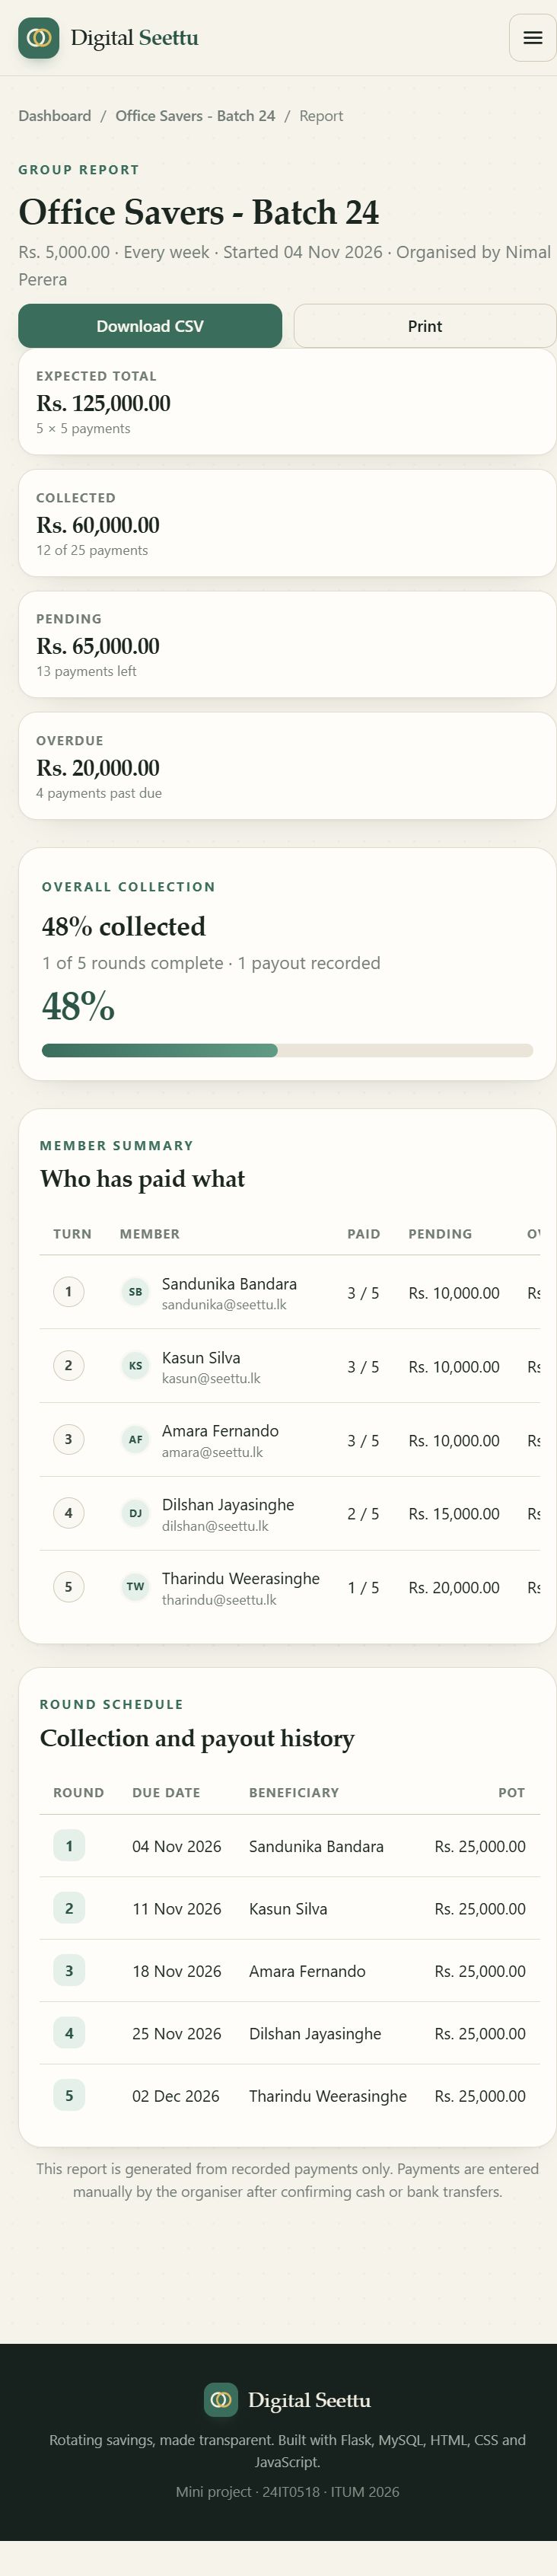 Digital Seettu
Dashboard / Office Savers - Batch 24 / Report
GROUP REPORT
Office Savers - Batch 24
Rs. 5,000.00 · Every week · Started 04 Nov 2026 · Organised by Nimal
Perera
Download CSV Print
EXPECTED TOTAL
Rs. 125,000.00
5 × 5 payments
COLLECTED
Rs. 60,000.00
12 of 25 payments
PENDING
Rs. 65,000.00
13 payments left
OVERDUE
Rs. 20,000.00
4 payments past due
OVERALL COLLECTION
48% collected
1 of 5 rounds complete · 1 payout recorded
48%
MEMBER SUMMARY
Who has paid what
TURN MEMBER PAID PENDING
1 SB Sandunika Bandara 3 / 5 Rs. 10,000.00
sandunika@seettu.lk
2 KS Kasun Silva 3 / 5 Rs. 10,000.00
kasun@seettu.lk
3 AF Amara Fernando 3 / 5 Rs. 10,000.00
amara@seettu.lk
4 DJ Dilshan Jayasinghe 2 / 5 Rs. 15,000.00
dilshan@seettu.lk
5 TW Tharindu Weerasinghe 1 / 5 Rs. 20,000.00
tharindu@seettu.lk
ROUND SCHEDULE
Collection and payout history
ROUND DUE DATE BENEFICIARY POT
1 04 Nov 2026 Sandunika Bandara Rs. 25,000.00
2 11 Nov 2026 Kasun Silva Rs. 25,000.00
3 18 Nov 2026 Amara Fernando Rs. 25,000.00
4 25 Nov 2026 Dilshan Jayasinghe Rs. 25,000.00
5 02 Dec 2026 Tharindu Weerasinghe Rs. 25,000.00
This report is generated from recorded payments only. Payments are entered
manually by the organiser after confirming cash or bank transfers.
Digital Seettu
Rotating savings, made transparent. Built with Flask, MySQL, HTML, CSS and
JavaScript.
Mini project · 24IT0518 · ITUM 2026